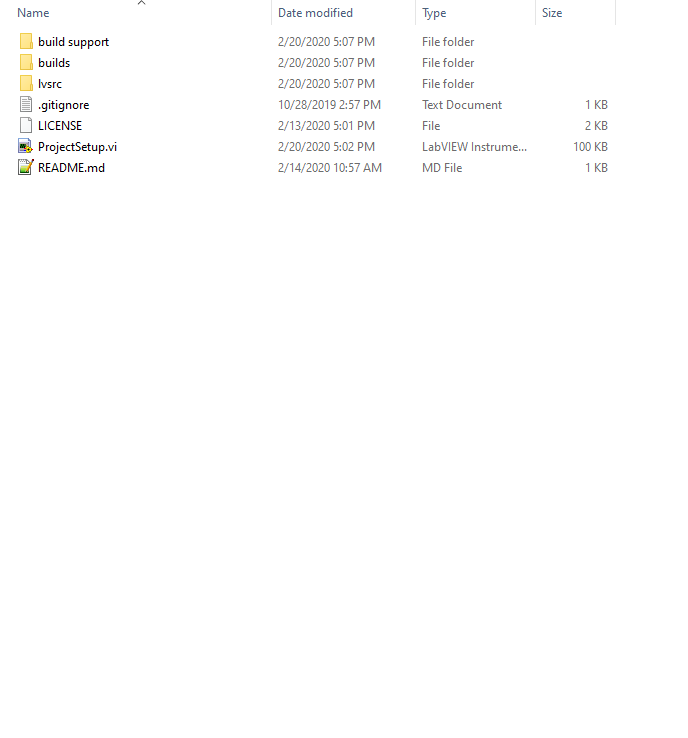 Name Date modified Type Size
build support 2/20/2020 5:07 PM File folder
builds 2/20/2020 5:07 PM File folder
lvsrc 2/20/2020 5:07 PM File folder
.gitignore 10/28/2019 2:57 PM Text Document 1 KB
LICENSE 2/13/2020 5:01 PM File 2 KB
ProjectSetup.vi 2/20/2020 5:02 PM LabVIEW Instrume... 100 KB
README.md 2/14/2020 10:57 AM MD File 1 KB